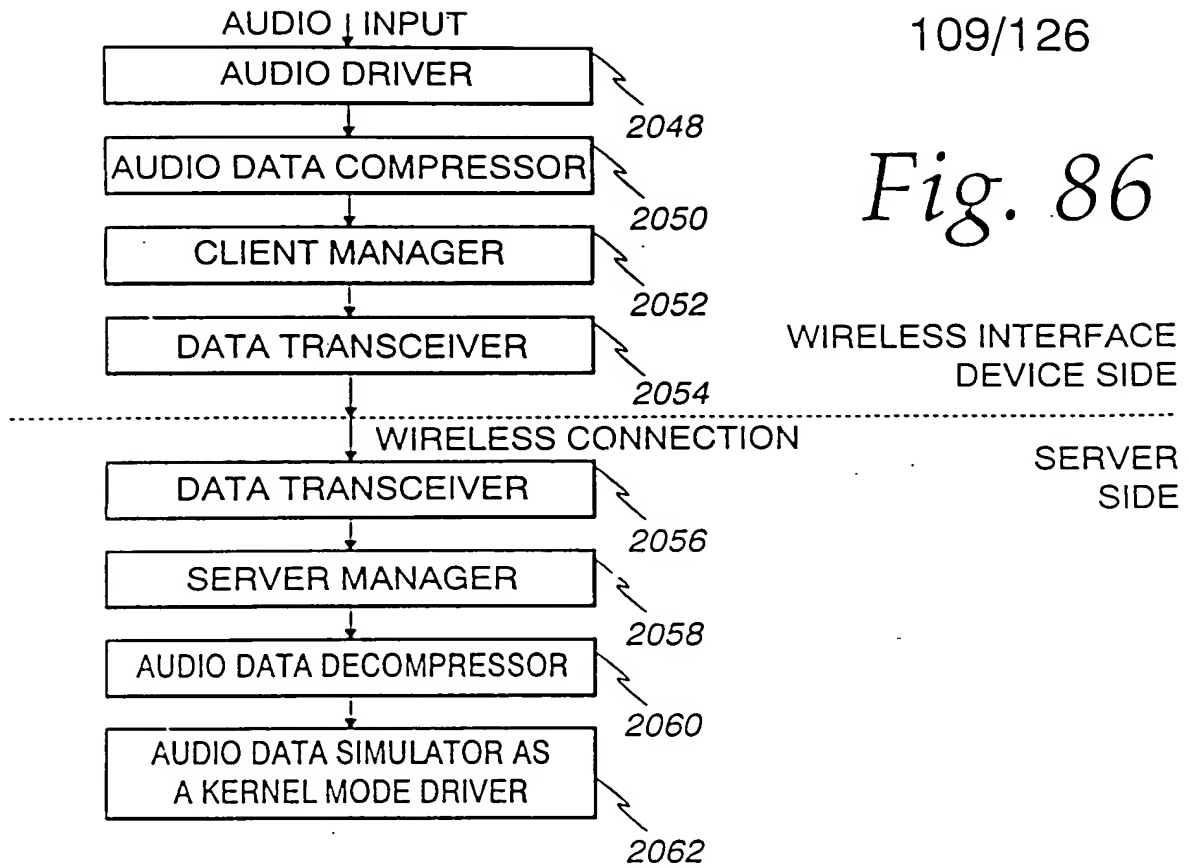 109/126
Fig. 86
AUDIO INPUT
AUDIO DRIVER
2048
AUDIO DATA COMPRESSOR
2050
CLIENT MANAGER
2052
DATA TRANSCEIVER
2054
WIRELESS INTERFACE
DEVICE SIDE
WIRELESS CONNECTION
SERVER
SIDE
DATA TRANSCEIVER
2056
SERVER MANAGER
2058
AUDIO DATA DECOMPRESSOR
2060
AUDIO DATA SIMULATOR AS
A KERNEL MODE DRIVER
2062